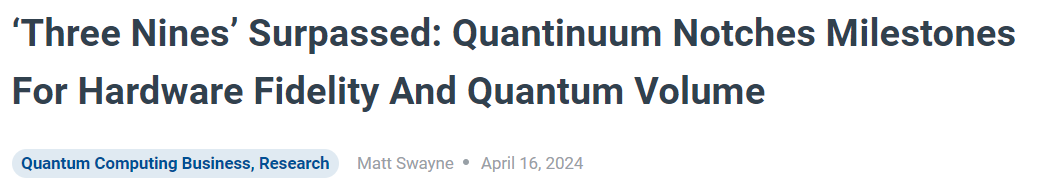 ‘Three Nines’ Surpassed: Quantinuum Notches Milestones
For Hardware Fidelity And Quantum Volume
Quantum Computing Business, Research Matt Swayne • April 16, 2024